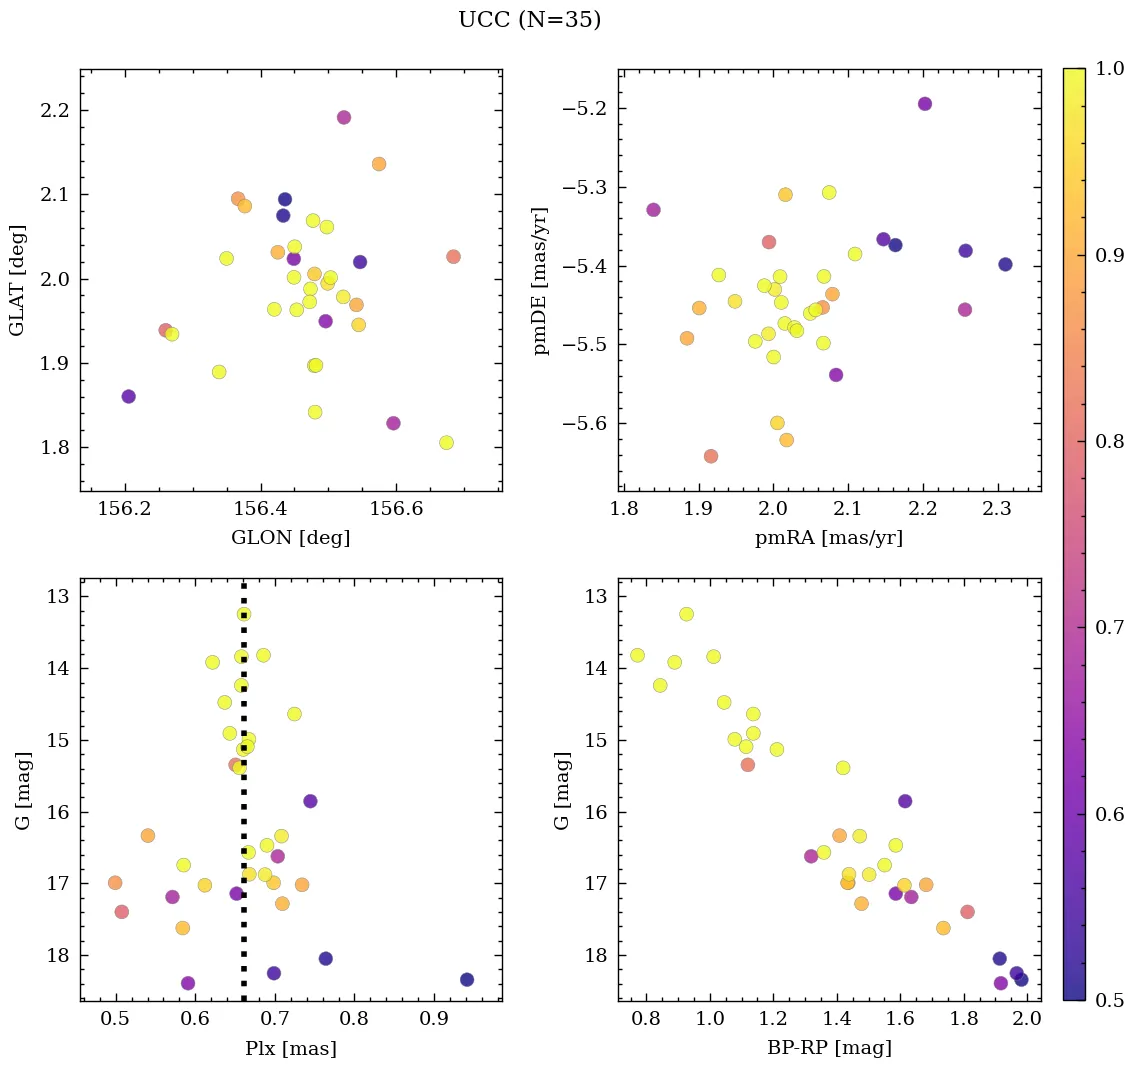 UCC (N=35)
2.2
2.1
2.0
1.9
1.8
GLAT [deg]
156.2 156.4 156.6
GLON [deg]
−5.2
−5.3
−5.4
−5.5
−5.6
pmDE [mas/yr]
1.8 1.9 2.0 2.1 2.2 2.3
pmRA [mas/yr]
13
14
15
16
17
18
G [mag]
0.5 0.6 0.7 0.8 0.9
Plx [mas]
13
14
15
16
17
18
G [mag]
0.8 1.0 1.2 1.4 1.6 1.8 2.0
BP-RP [mag]
1.0
0.9
0.8
0.7
0.6
0.5